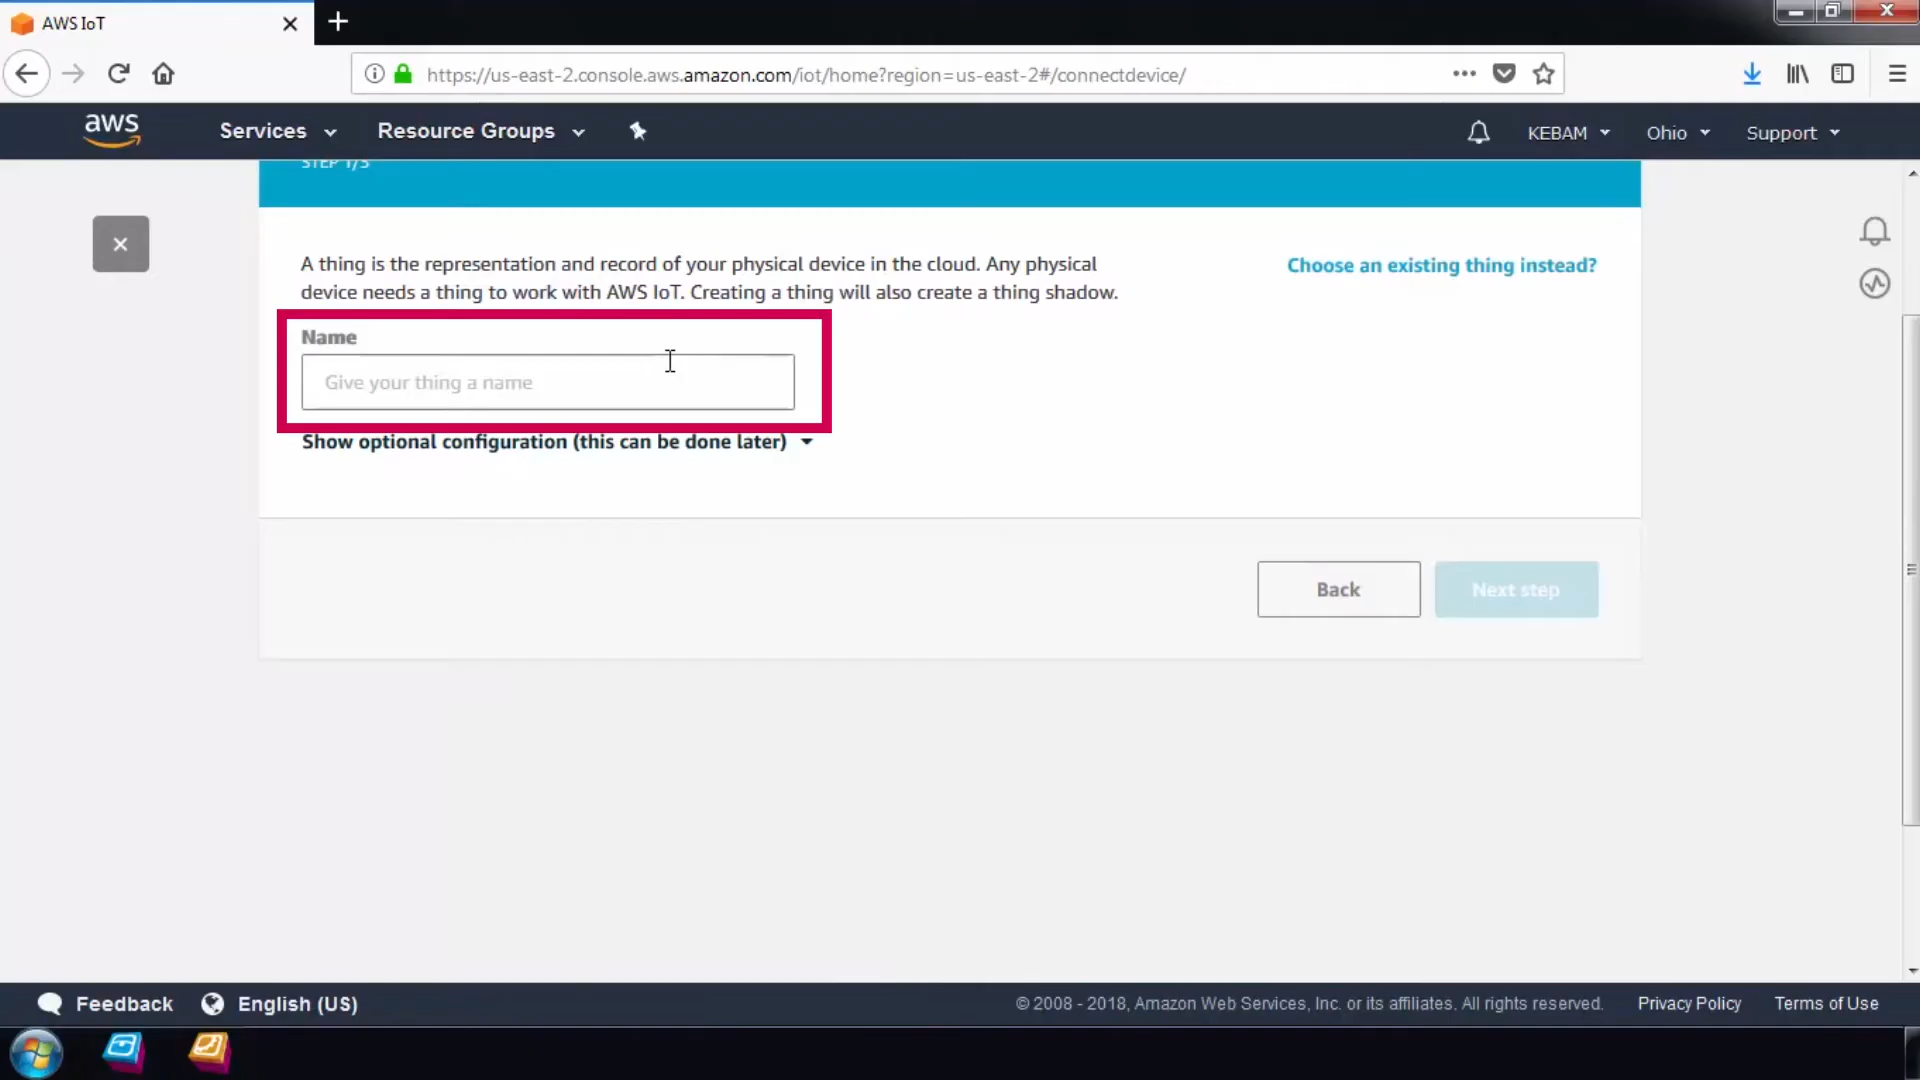 AWS IoT
https://us-east-2.console.aws.amazon.com/iot/home?region=us-east-2#/connectdevice/
aws
Services
Resource Groups
KEBAM
Ohio
Support
STEP 1/3
A thing is the representation and record of your physical device in the cloud. Any physical
device needs a thing to work with AWS IoT. Creating a thing will also create a thing shadow.
Choose an existing thing instead?
Name
Give your thing a name
Show optional configuration (this can be done later)
Back
Next step
Feedback
English (US)
© 2008 - 2018, Amazon Web Services, Inc. or its affiliates. All rights reserved.
Privacy Policy
Terms of Use